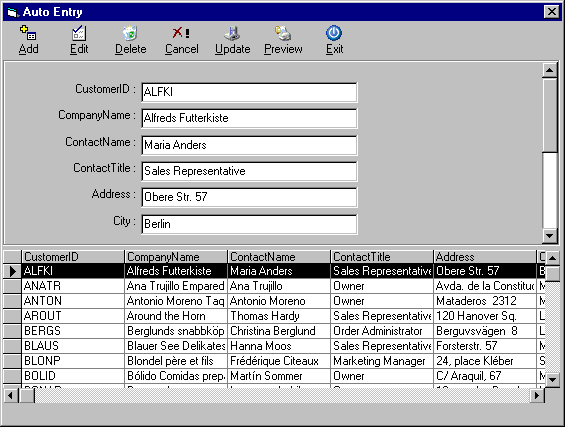 Auto Entry
Add Edit Delete Cancel Update Preview Exit
CustomerID : ALFKI
CompanyName : Alfreds Futterkiste
ContactName : Maria Anders
ContactTitle : Sales Representative
Address : Obere Str. 57
City : Berlin
CustomerID CompanyName ContactName ContactTitle Address C
ALFKI Alfreds Futterkiste Maria Anders Sales Representative Obere Str. 57 B
ANATR Ana Trujillo Empared Ana Trujillo Owner Avda. de la Constituc M
ANTON Antonio Moreno Taq Antonio Moreno Owner Mataderos 2312 M
AROUT Around the Horn Thomas Hardy Sales Representative 120 Hanover Sq. L
BERGS Berglunds snabbköp Christina Berglund Order Administrator Berguvsvägen 8 L
BLAUS Blauer See Delikates Hanna Moos Sales Representative Forsterstr. 57 M
BLONP Blondel père et fils Frédérique Citeaux Marketing Manager 24, place Kléber S
BOLID Bólido Comidas prepa Martín Sommer Owner C/ Araquil, 67 M